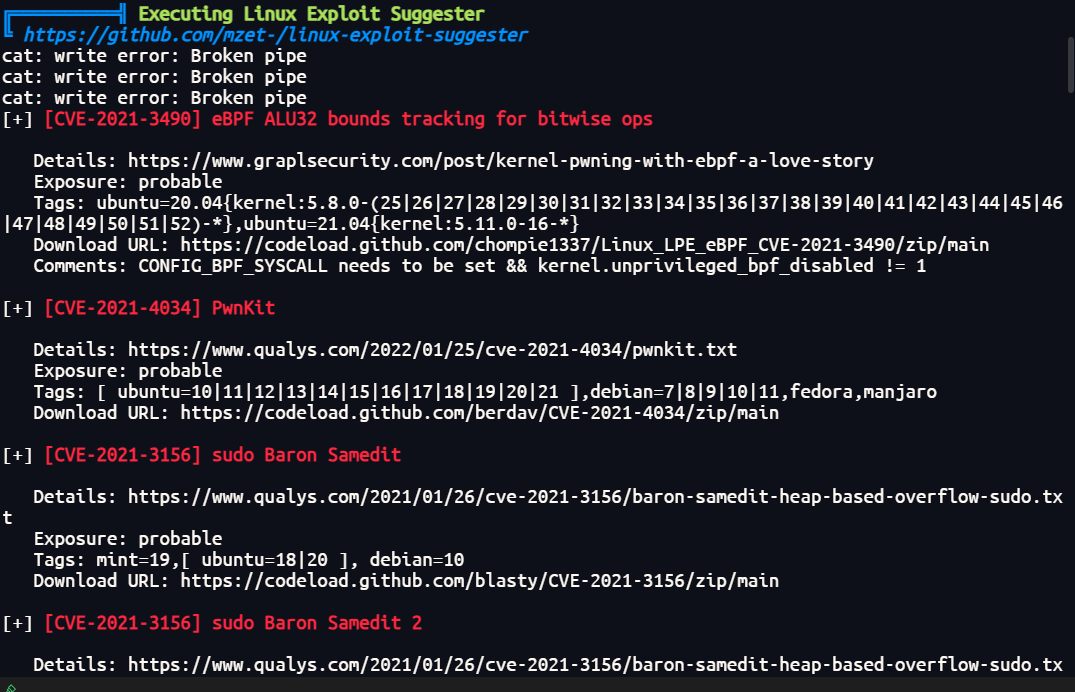 ╔══════════╣ Executing Linux Exploit Suggester
╚ https://github.com/mzet-/linux-exploit-suggester
cat: write error: Broken pipe
cat: write error: Broken pipe
cat: write error: Broken pipe
[+] [CVE-2021-3490] eBPF ALU32 bounds tracking for bitwise ops
Details: https://www.graplsecurity.com/post/kernel-pwning-with-ebpf-a-love-story
Exposure: probable
Tags: ubuntu=20.04{kernel:5.8.0-(25|26|27|28|29|30|31|32|33|34|35|36|37|38|39|40|41|42|43|44|45|46
|47|48|49|50|51|52)-*},ubuntu=21.04{kernel:5.11.0-16-*}
Download URL: https://codeload.github.com/chompie1337/Linux_LPE_eBPF_CVE-2021-3490/zip/main
Comments: CONFIG_BPF_SYSCALL needs to be set && kernel.unprivileged_bpf_disabled != 1
[+] [CVE-2021-4034] PwnKit
Details: https://www.qualys.com/2022/01/25/cve-2021-4034/pwnkit.txt
Exposure: probable
Tags: [ ubuntu=10|11|12|13|14|15|16|17|18|19|20|21 ],debian=7|8|9|10|11,fedora,manjaro
Download URL: https://codeload.github.com/berdav/CVE-2021-4034/zip/main
[+] [CVE-2021-3156] sudo Baron Samedit
Details: https://www.qualys.com/2021/01/26/cve-2021-3156/baron-samedit-heap-based-overflow-sudo.tx
t
Exposure: probable
Tags: mint=19,[ ubuntu=18|20 ], debian=10
Download URL: https://codeload.github.com/blasty/CVE-2021-3156/zip/main
[+] [CVE-2021-3156] sudo Baron Samedit 2
Details: https://www.qualys.com/2021/01/26/cve-2021-3156/baron-samedit-heap-based-overflow-sudo.tx